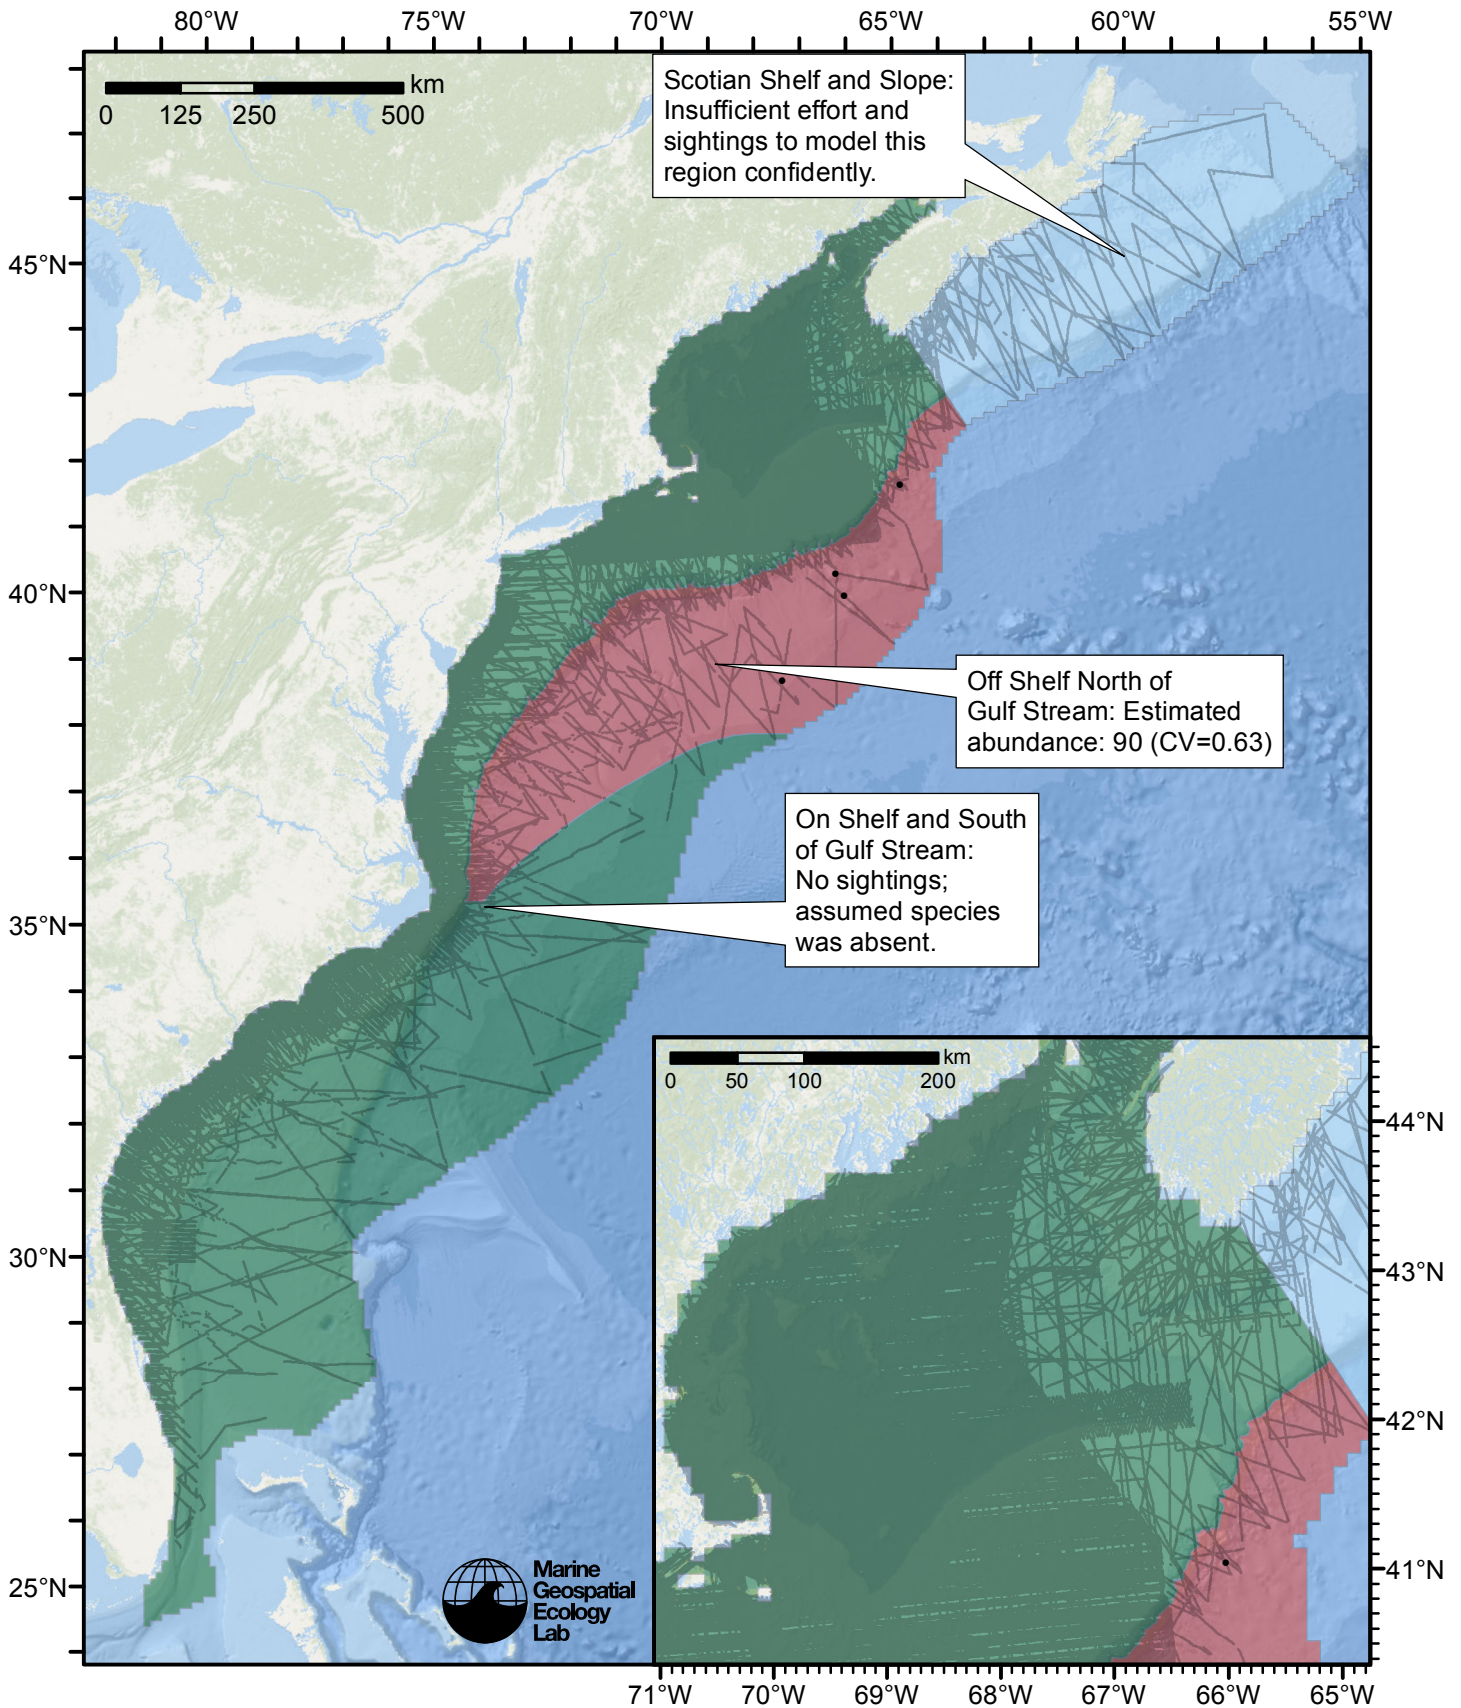 80°W 75°W 70°W 65°W 60°W 55°W
km
0 125 250 500
Scotian Shelf and Slope:
Insufficient effort and
sightings to model this
region confidently.
45°N
40°N
35°N
30°N
25°N
Off Shelf North of
Gulf Stream: Estimated
abundance: 90 (CV=0.63)
On Shelf and South
of Gulf Stream:
No sightings;
assumed species
was absent.
km
0 50 100 200
44°N
43°N
42°N
41°N
Marine
Geospatial
Ecology
Lab
71°W 70°W 69°W 68°W 67°W 66°W 65°W